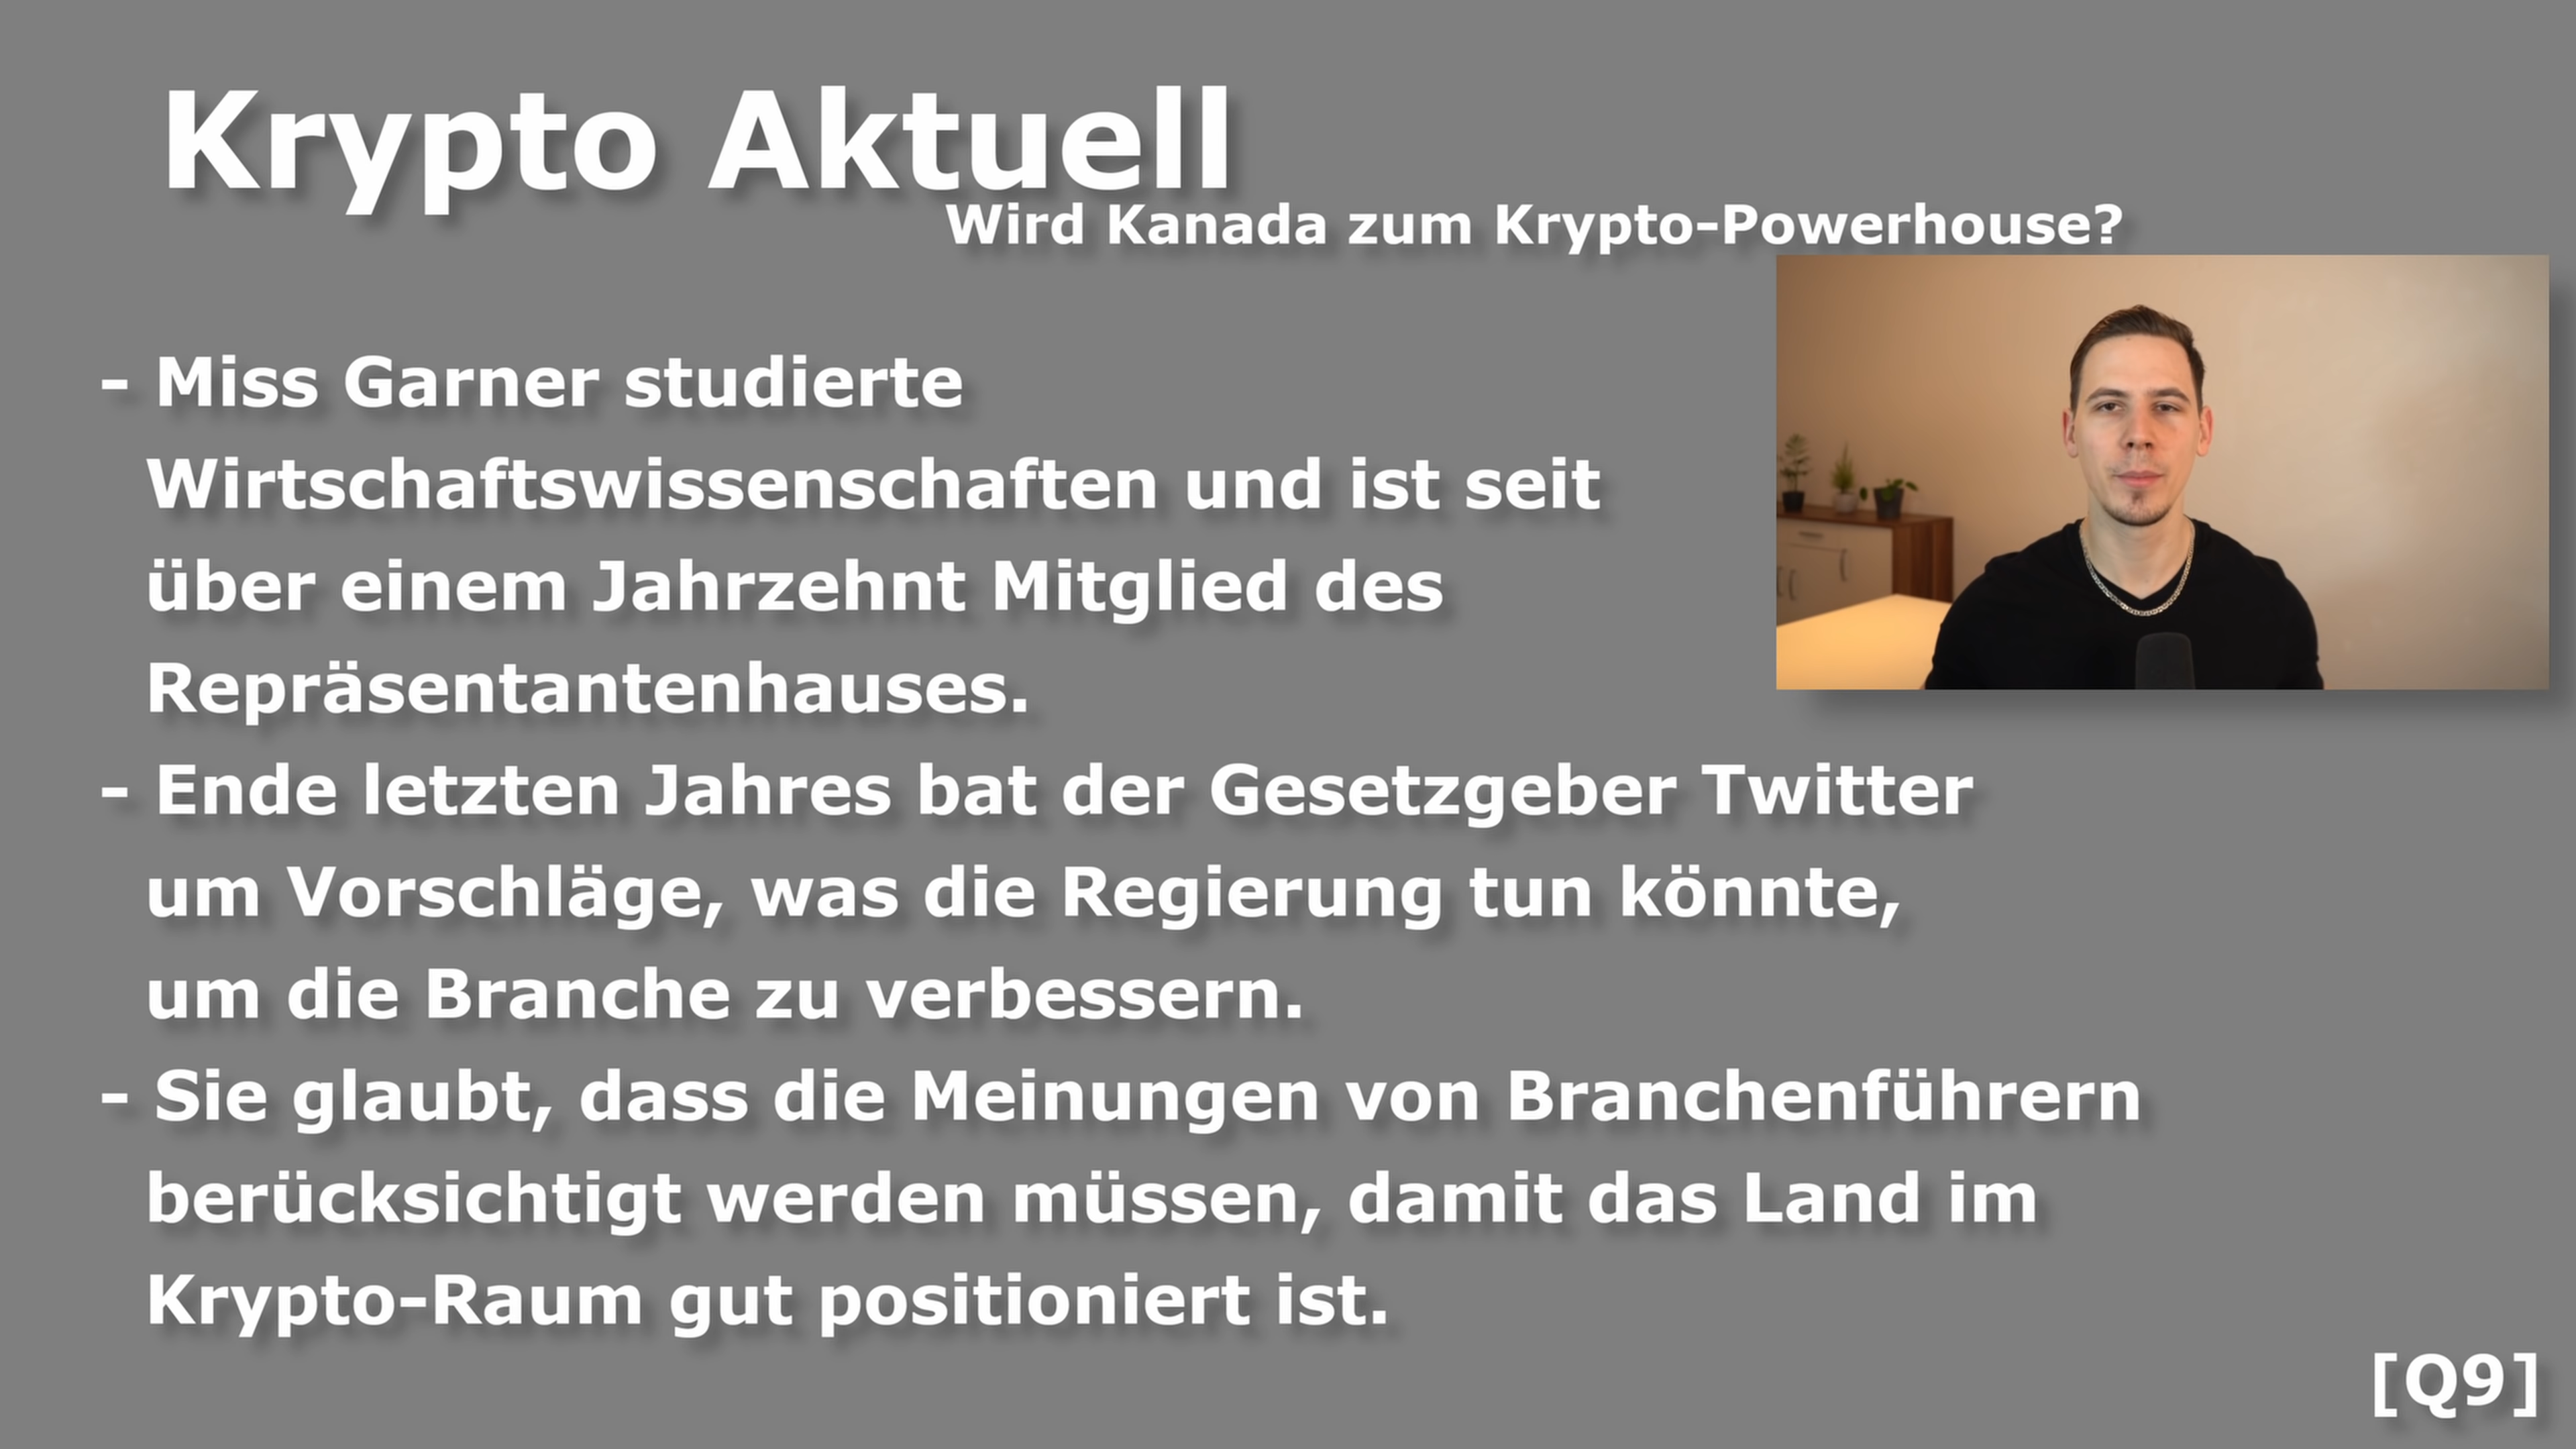 Krypto Aktuell
Wird Kanada zum Krypto-Powerhouse?
- Miss Garner studierte
Wirtschaftswissenschaften und ist seit
über einem Jahrzehnt Mitglied des
Repräsentantenhauses.
- Ende letzten Jahres bat der Gesetzgeber Twitter
um Vorschläge, was die Regierung tun könnte,
um die Branche zu verbessern.
- Sie glaubt, dass die Meinungen von Branchenführern
berücksichtigt werden müssen, damit das Land im
Krypto-Raum gut positioniert ist.
[Q9]